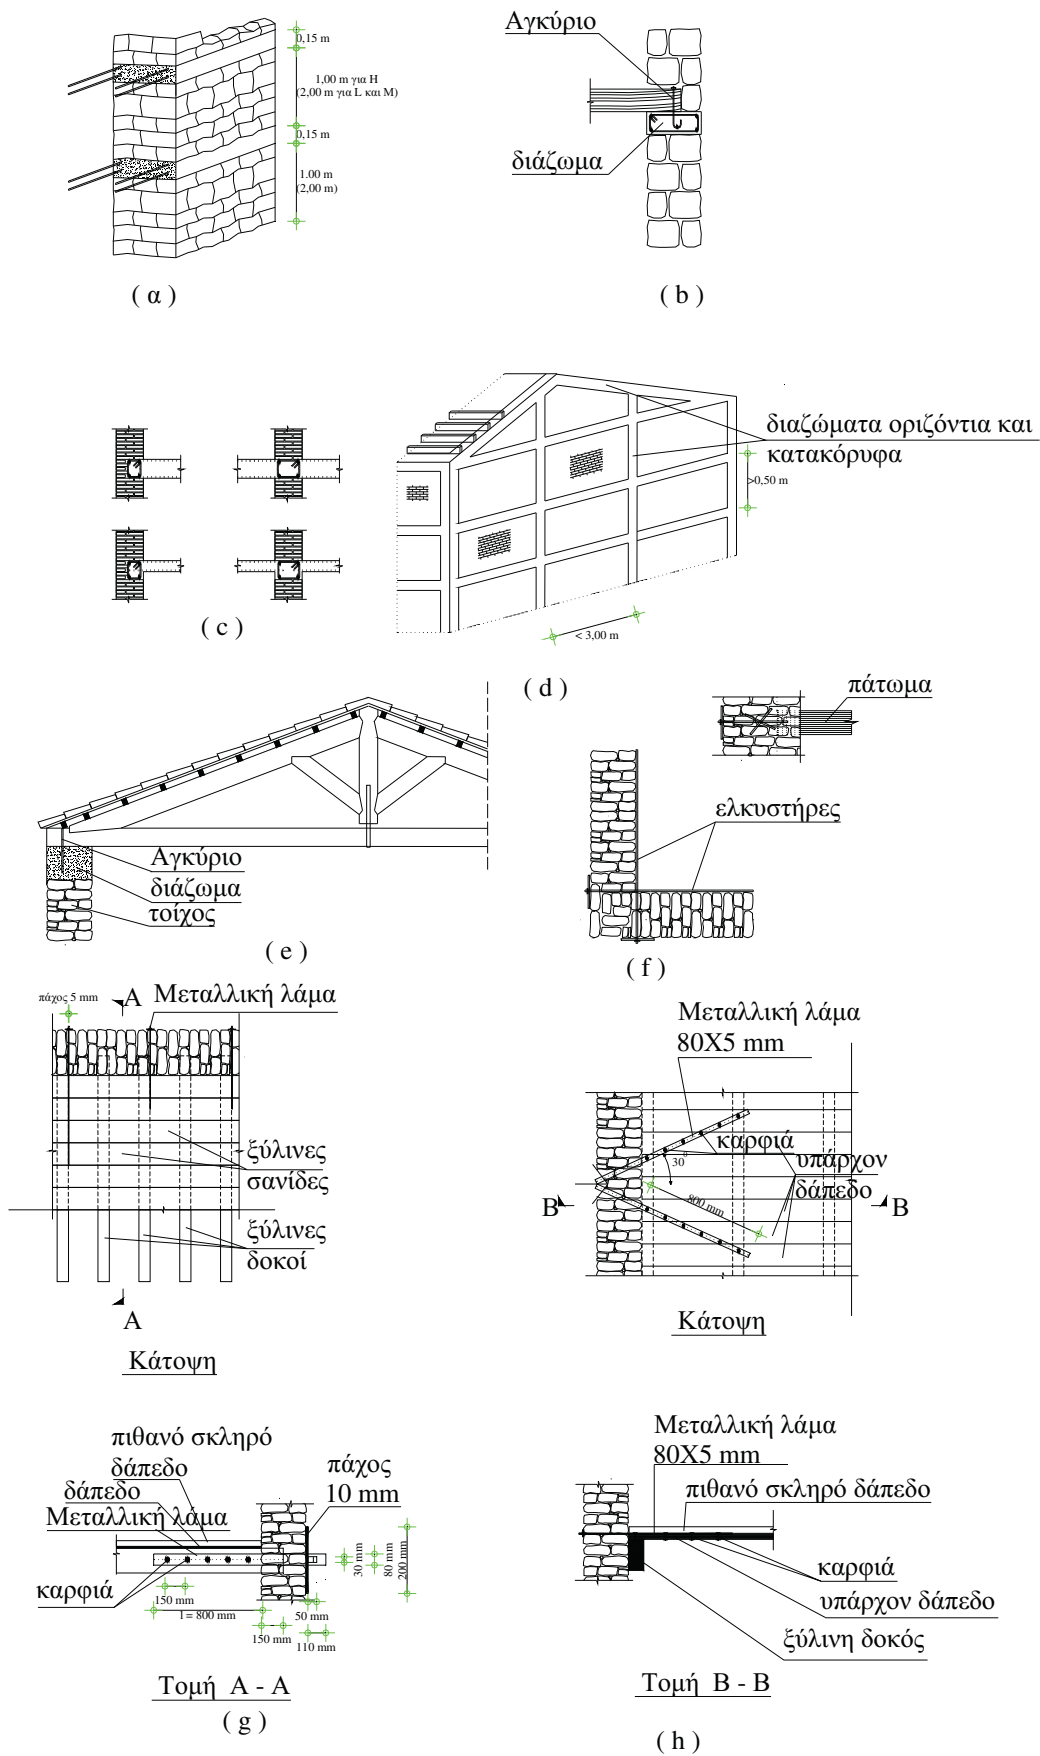 0,15 m
1,00 m για H
(2,00 m για L και M)
0,15 m
1.00 m
(2,00 m)
( α )
Αγκύριο
διάζωμα
( b )
( c )
διαζώματα οριζόντια και
κατακόρυφα
>0,50 m
< 3,00 m
( d )
Αγκύριο
διάζωμα
τοίχος
( e )
πάτωμα
ελκυστήρες
( f )
πάχος 5 mm
A
Μεταλλική λάμα
ξύλινες
σανίδες
ξύλινες
δοκοί
A
Κάτοψη
Μεταλλική λάμα
80X5 mm
καρφιά
30°
υπάρχον
δάπεδο
800 mm
B
B
Κάτοψη
πιθανό σκληρό
δάπεδο
δάπεδο
Μεταλλική λάμα
πάχος
10 mm
καρφιά
30 mm
80 mm
200 mm
150 mm
l = 800 mm
50 mm
150 mm
110 mm
Τομή A - A
( g )
Μεταλλική λάμα
80X5 mm
πιθανό σκληρό δάπεδο
καρφιά
υπάρχον δάπεδο
ξύλινη δοκός
Τομή B - B
( h )